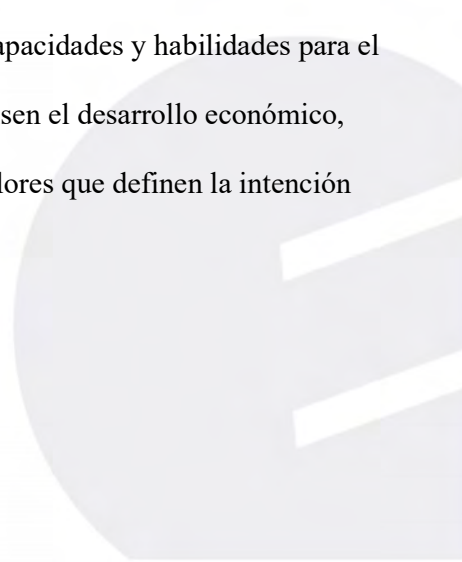 apacidades y habilidades para el
sen el desarrollo económico,
lores que definen la intención